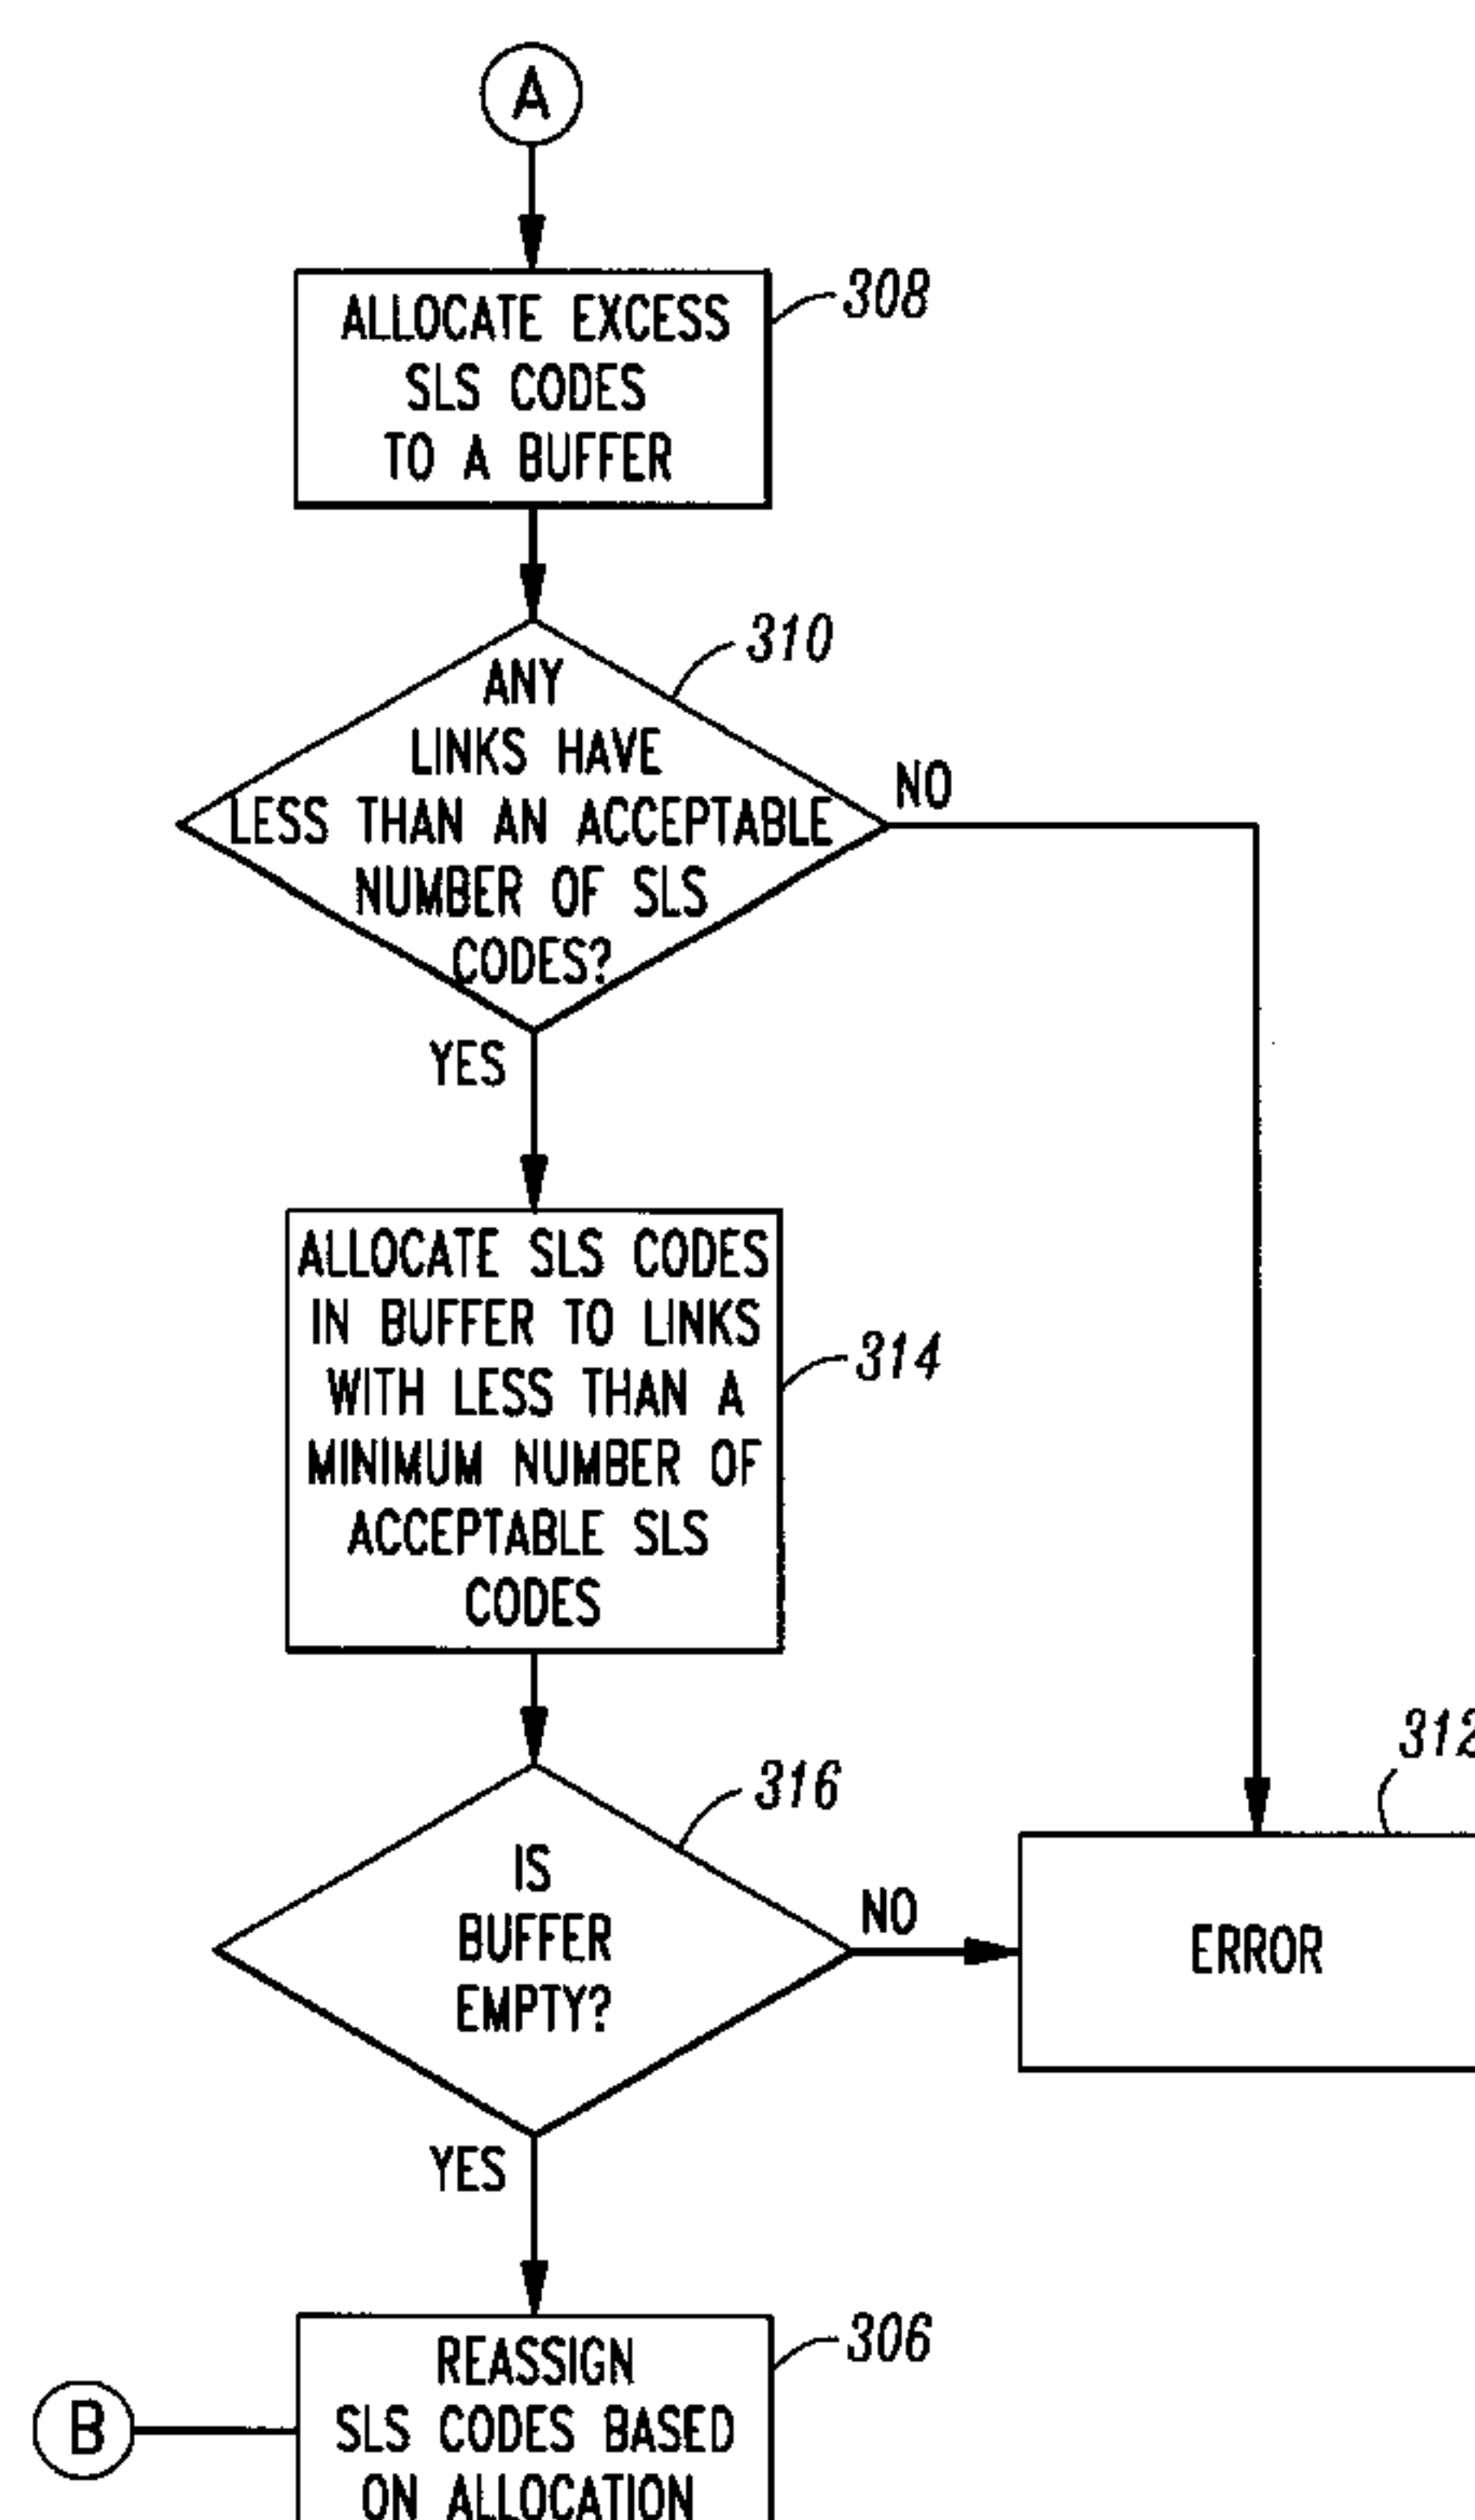 A
ALLOCATE EXCESS
SLS CODES
TO A BUFFER
308
ANY
LINKS HAVE
LESS THAN AN ACCEPTABLE
NUMBER OF SLS
CODES?
310
NO
YES
ALLOCATE SLS CODES
IN BUFFER TO LINKS
WITH LESS THAN A
MINIMUM NUMBER OF
ACCEPTABLE SLS
CODES
314
312
IS
BUFFER
EMPTY?
316
NO
ERROR
YES
REASSIGN
SLS CODES BASED
ON ALLOCATION
306
B